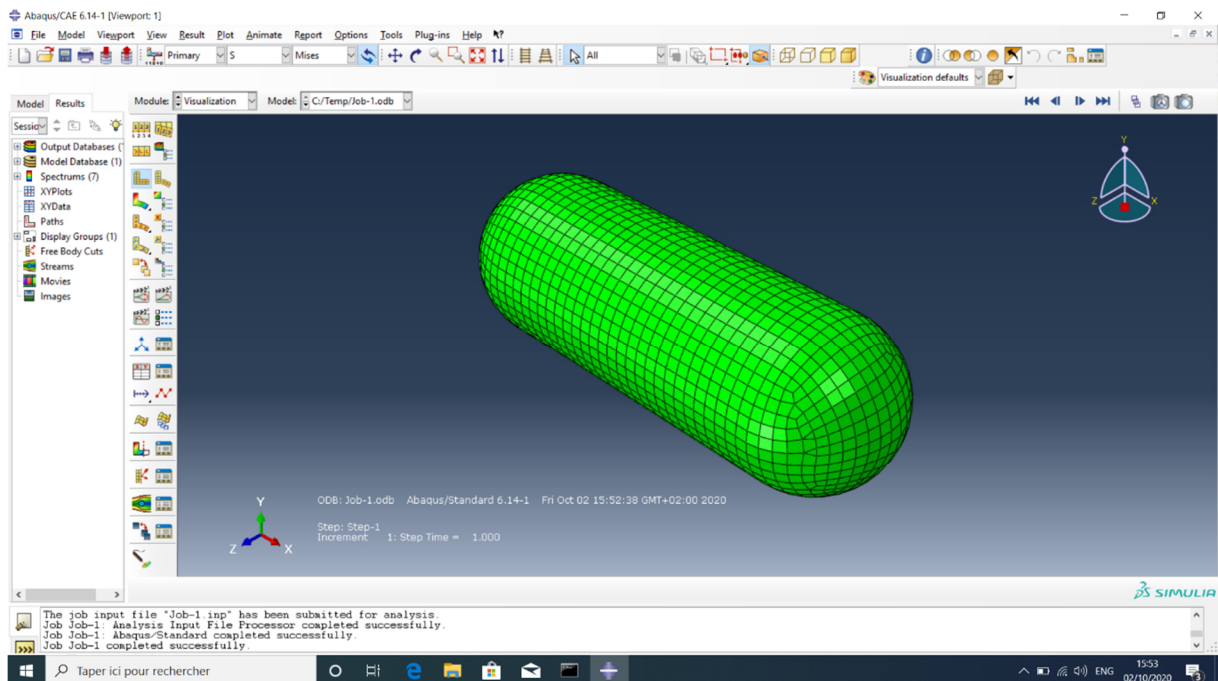 Abaqus/CAE 6.14-1 [Viewport: 1]
File Model Viewport View Result Plot Animate Report Options Tools Plug-ins Help
Primary S Mises All
Visualization defaults
Model Results Module: Visualization Model: C:/Temp/Job-1.odb
Output Databases (
Model Database (1)
Spectrums (7)
XYPlots
XYData
Paths
Display Groups (1)
Free Body Cuts
Streams
Movies
Images
Y
Z X
Y
Z X
ODB: Job-1.odb Abaqus/Standard 6.14-1 Fri Oct 02 15:52:38 GMT+02:00 2020
Step: Step-1
Increment 1: Step Time = 1.000
SIMULIA
The job input file "Job-1.inp" has been submitted for analysis.
Job Job-1: Analysis Input File Processor completed successfully.
Job Job-1: Abaqus/Standard completed successfully.
Job Job-1 completed successfully.
>>>
Taper ici pour rechercher
ENG
15:53
02/10/2020